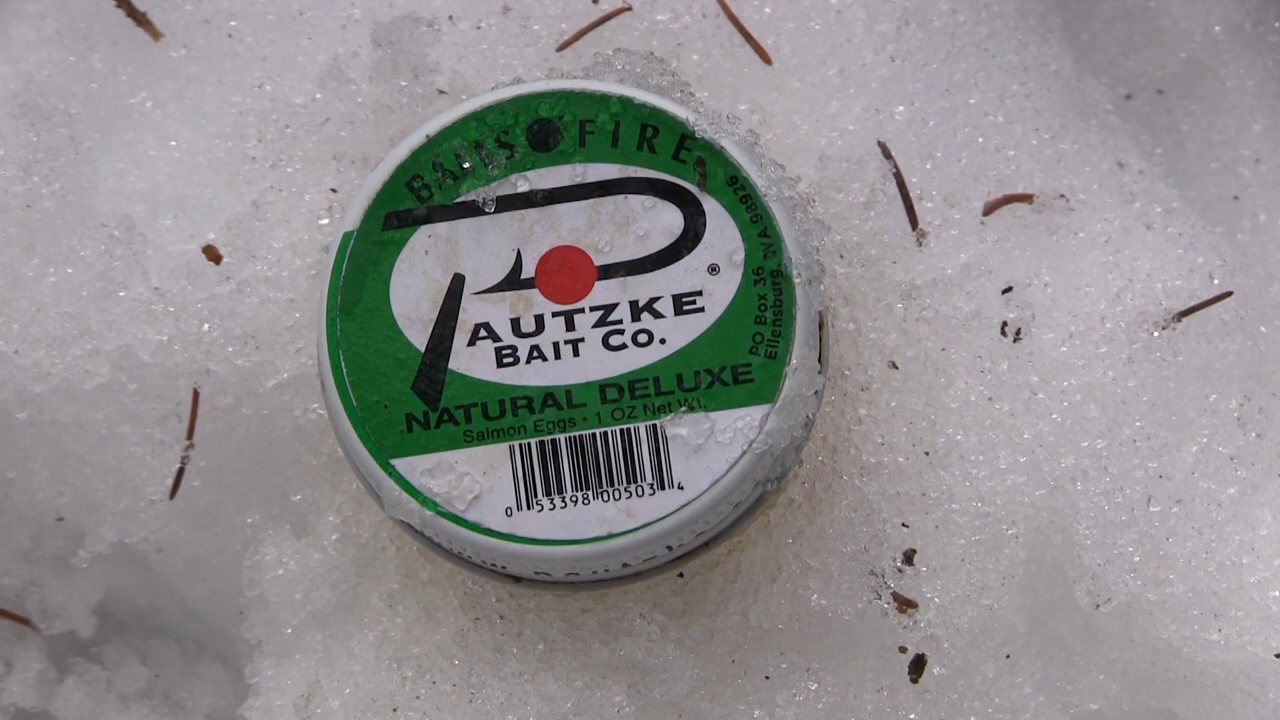 BALLS O' FIRE
PAUTZKE®
BAIT CO.
NATURAL DELUXE
Salmon Eggs • 1 OZ Net Wt.
PO Box 36
Ellensburg, WA 98926
0 53398 00503 4